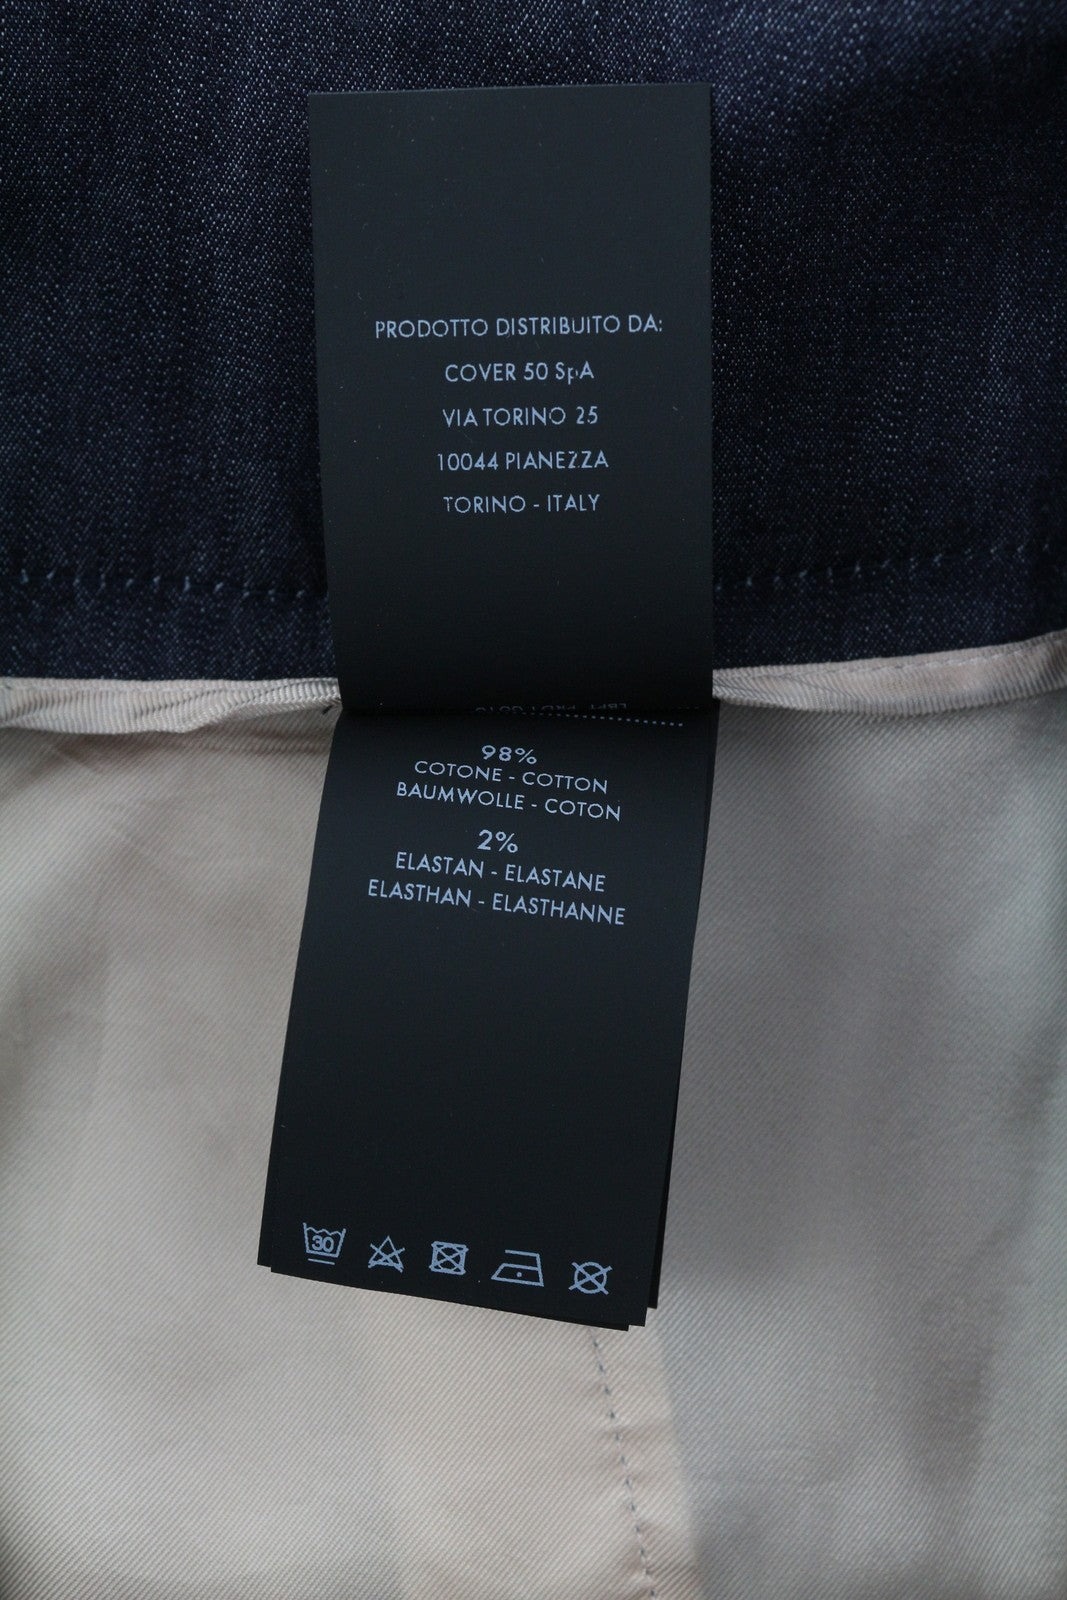 PRODOTTO DISTRIBUITO DA:
COVER 50 SpA
VIA TORINO 25
10044 PIANEZZA
TORINO - ITALY
98%
COTONE - COTTON
BAUMWOLLE - COTON
2%
ELASTAN - ELASTANE
ELASTHAN - ELASTHANNE
30